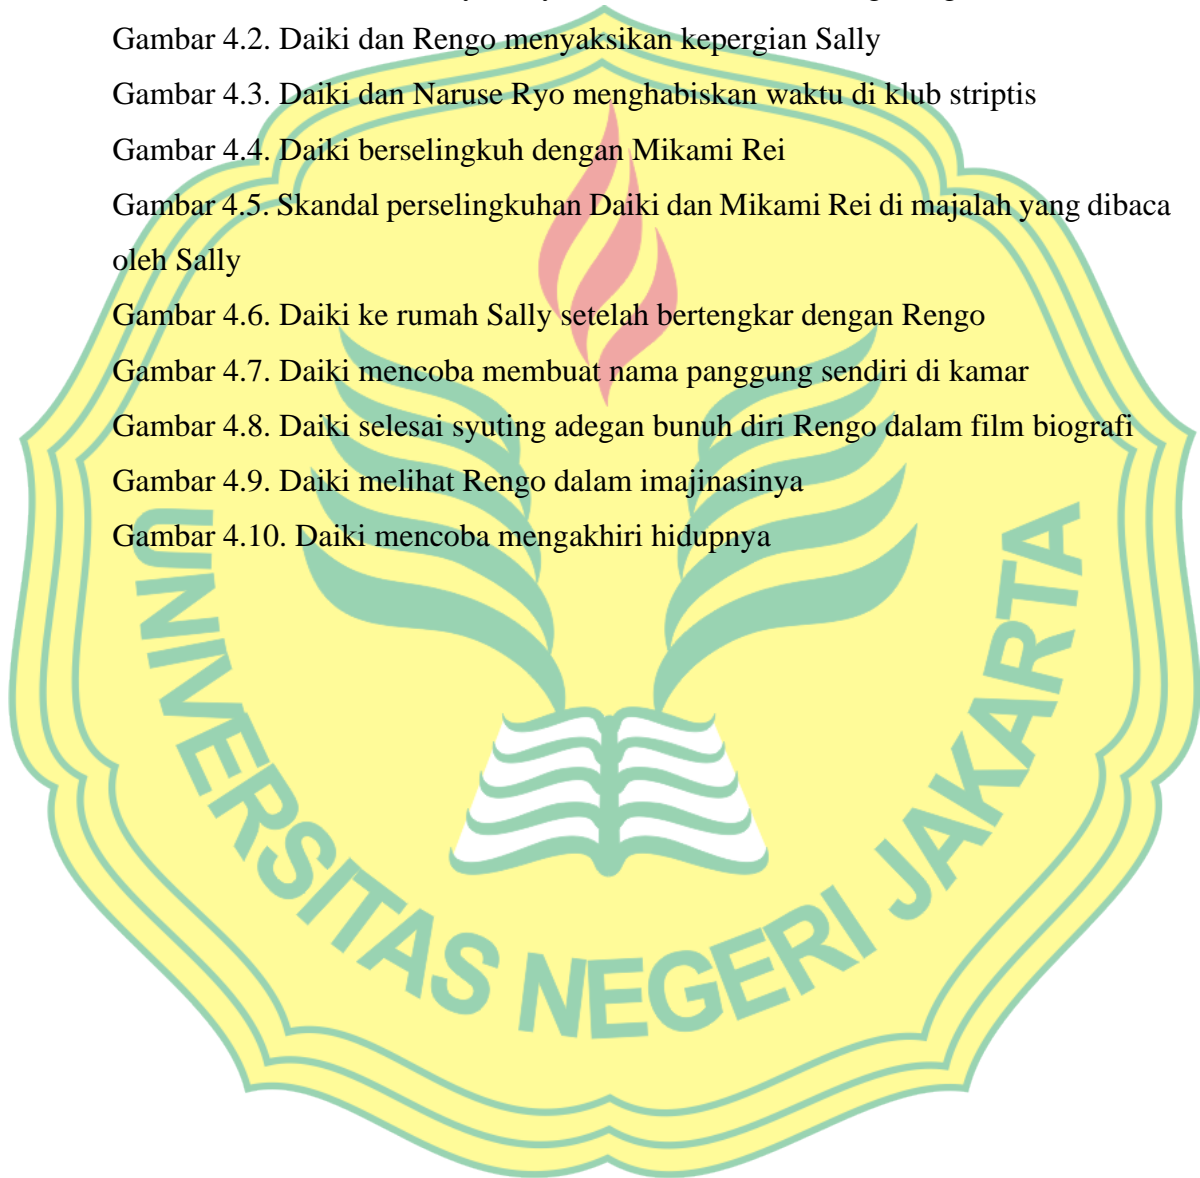 Gambar 4.2. Daiki dan Rengo menyaksikan kepergian Sally
Gambar 4.3. Daiki dan Naruse Ryo menghabiskan waktu di klub striptis
Gambar 4.4. Daiki berselingkuh dengan Mikami Rei
Gambar 4.5. Skandal perselingkuhan Daiki dan Mikami Rei di majalah yang dibaca
oleh Sally
Gambar 4.6. Daiki ke rumah Sally setelah bertengkar dengan Rengo
Gambar 4.7. Daiki mencoba membuat nama panggung sendiri di kamar
Gambar 4.8. Daiki selesai syuting adegan bunuh diri Rengo dalam film biografi
Gambar 4.9. Daiki melihat Rengo dalam imajinasinya
Gambar 4.10. Daiki mencoba mengakhiri hidupnya
UNIVERSITAS NEGERI JAKARTA